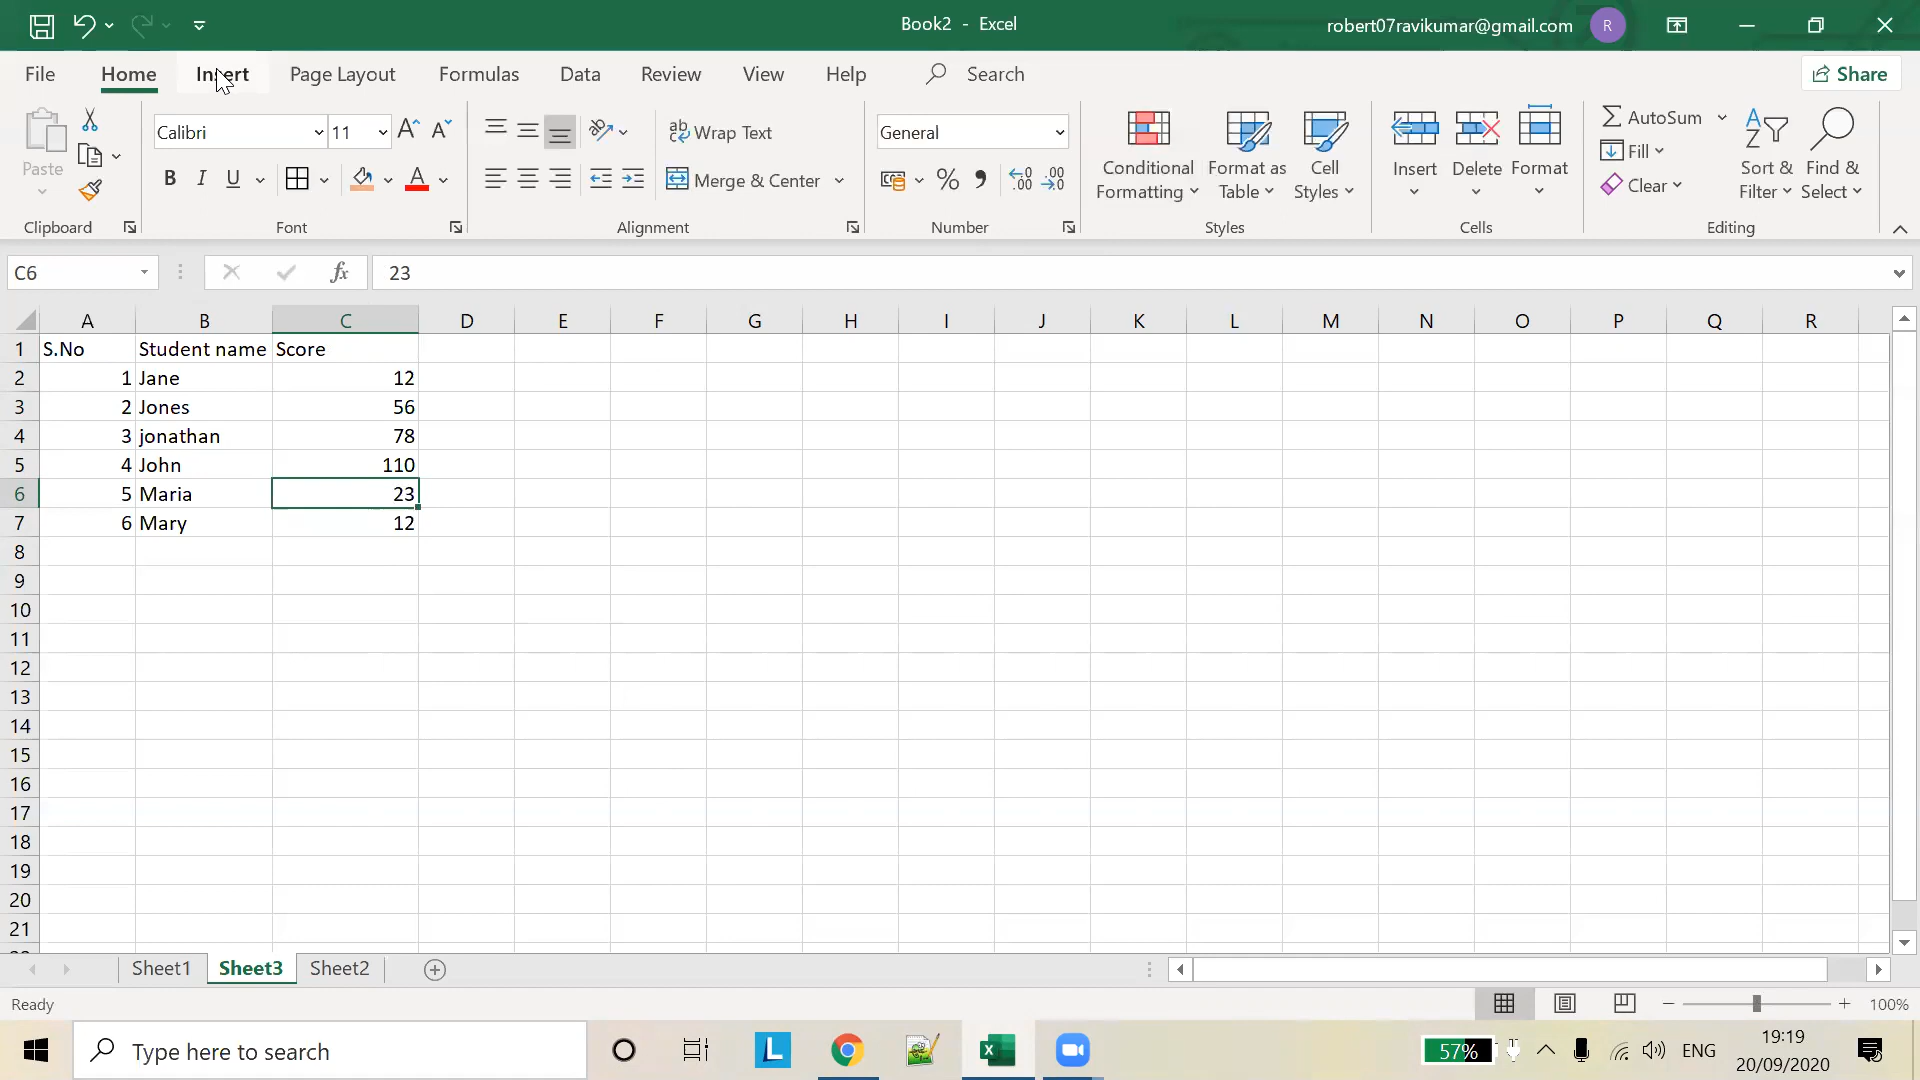 Book2 - Excel
robert07ravikumar@gmail.com
R
File Home Insert Page Layout Formulas Data Review View Help Search Share
Calibri 11
Wrap Text
General
AutoSum
Paste
B I U A
Merge & Center
Conditional Formatting
Format as Table
Cell Styles
Insert
Delete
Format
Fill
Clear
Sort & Filter
Find & Select
Clipboard Font Alignment Number Styles Cells Editing
C6 fx 23
A B C D E F G H I J K L M N O P Q R
1 S.No Student name Score
2 1 Jane 12
3 2 Jones 56
4 3 jonathan 78
5 4 John 110
6 5 Maria 23
7 6 Mary 12
8
9
10
11
12
13
14
15
16
17
18
19
20
21
Sheet1 Sheet3 Sheet2
Ready 100%
Type here to search
L
57%
ENG
19:19
20/09/2020